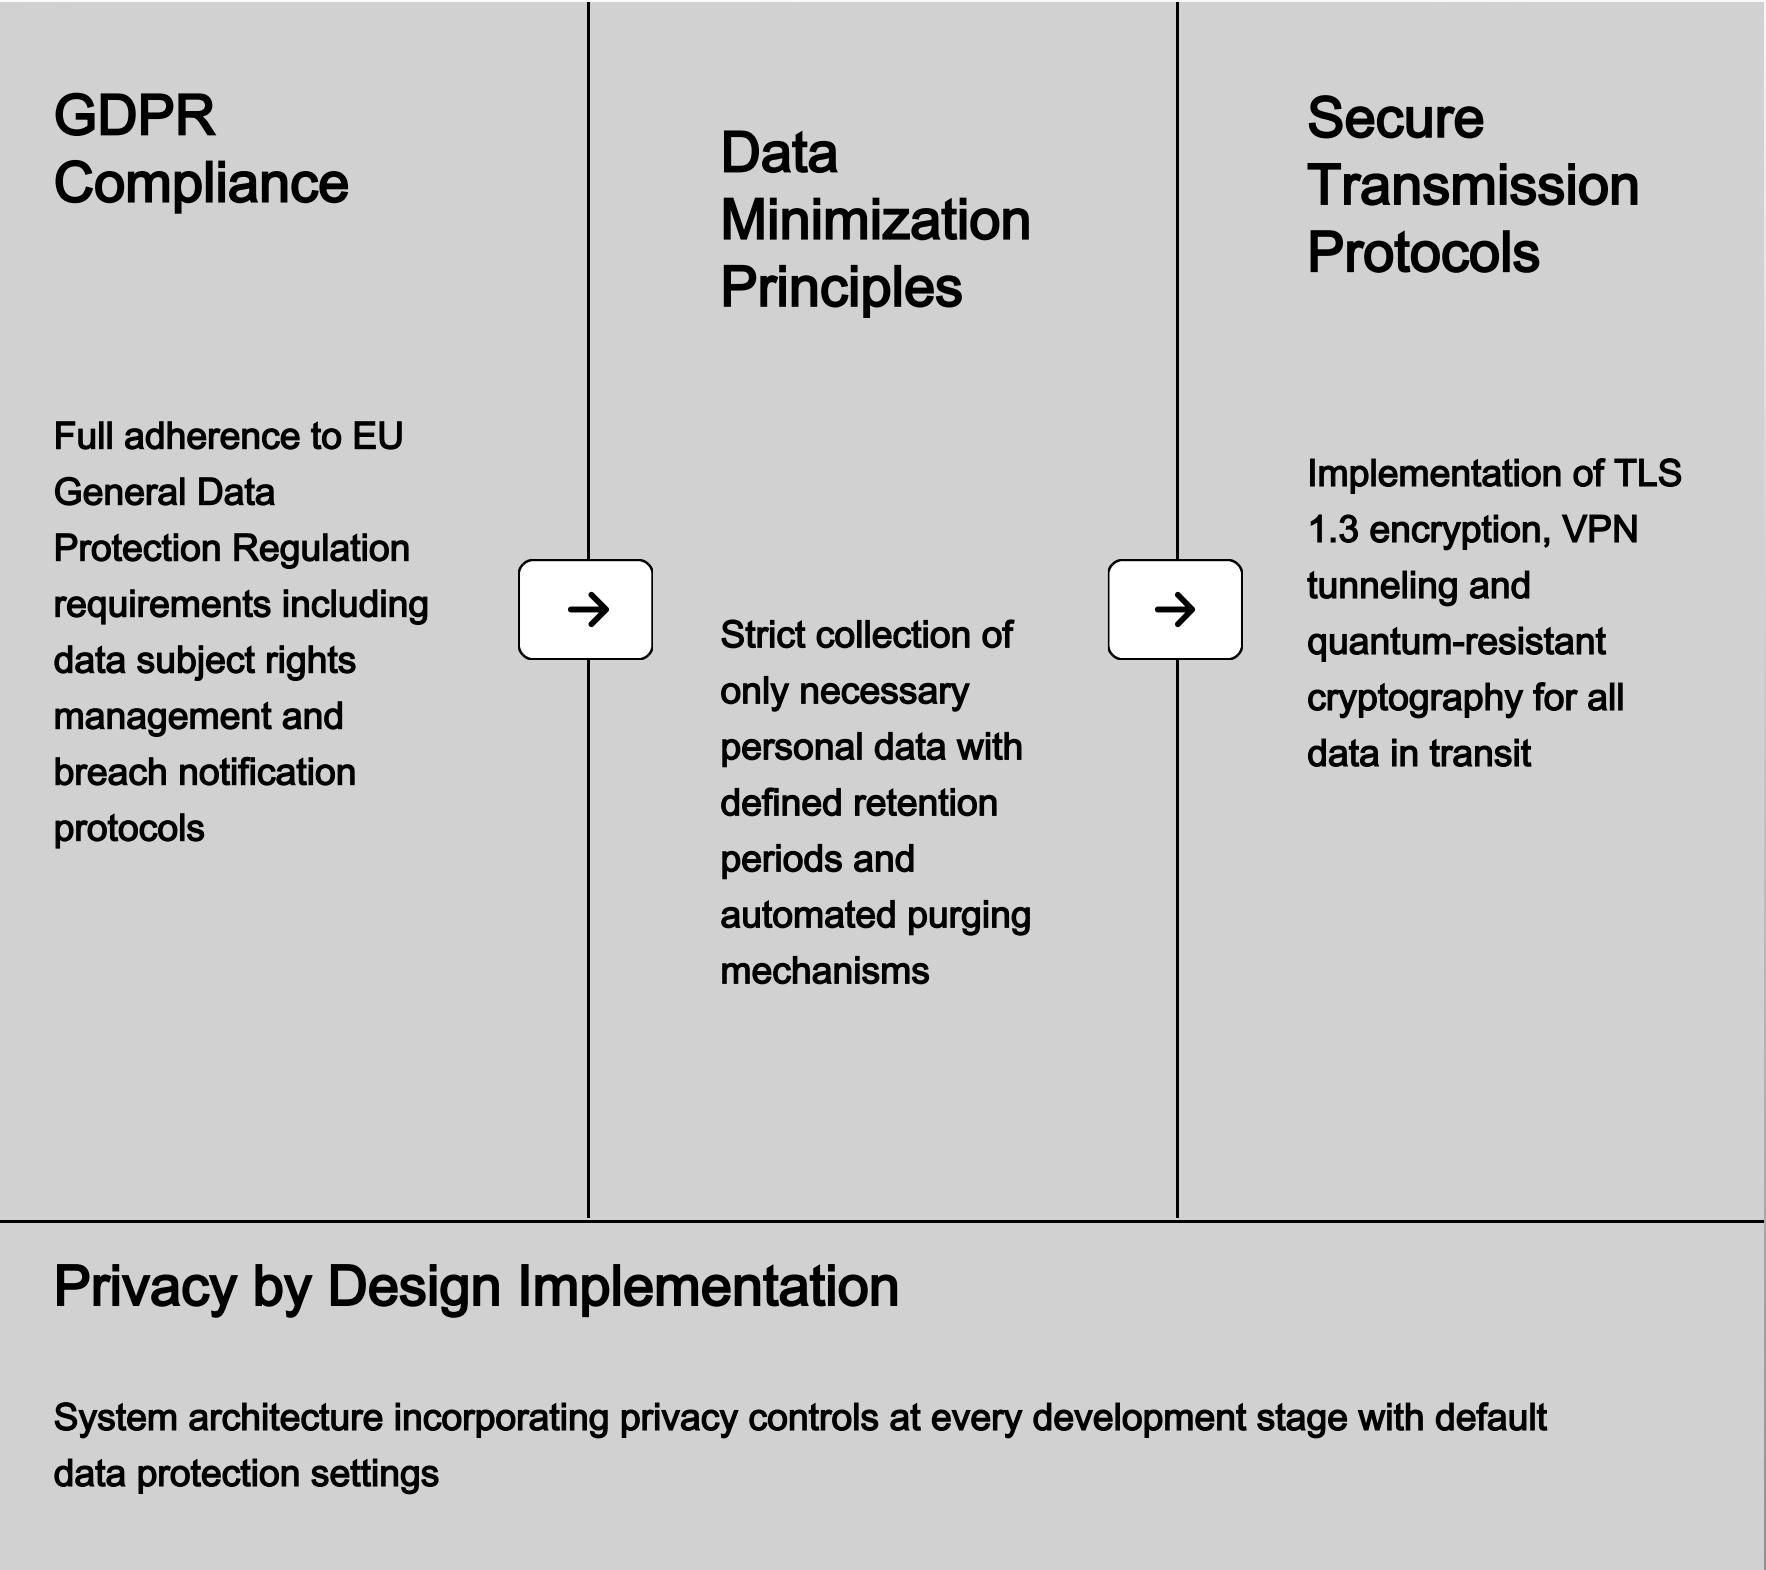 GDPR
Compliance
Full adherence to EU
General Data
Protection Regulation
requirements including
data subject rights
management and
breach notification
protocols
Data
Minimization
Principles
Strict collection of
only necessary
personal data with
defined retention
periods and
automated purging
mechanisms
Secure
Transmission
Protocols
Implementation of TLS
1.3 encryption, VPN
tunneling and
quantum-resistant
cryptography for all
data in transit
Privacy by Design Implementation
System architecture incorporating privacy controls at every development stage with default
data protection settings